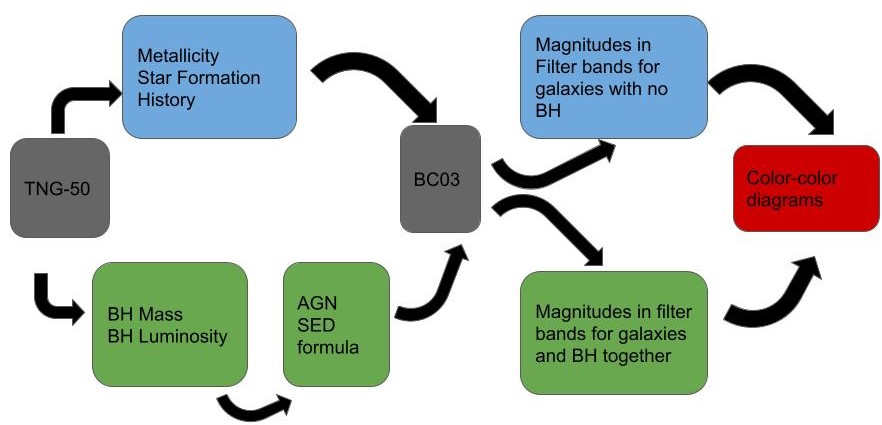 Metallicity
Star Formation
History
TNG-50
BH Mass
BH Luminosity
AGN
SED
formula
BC03
Magnitudes in
Filter bands for
galaxies with no
BH
Magnitudes in filter
bands for galaxies
and BH together
Color-color
diagrams